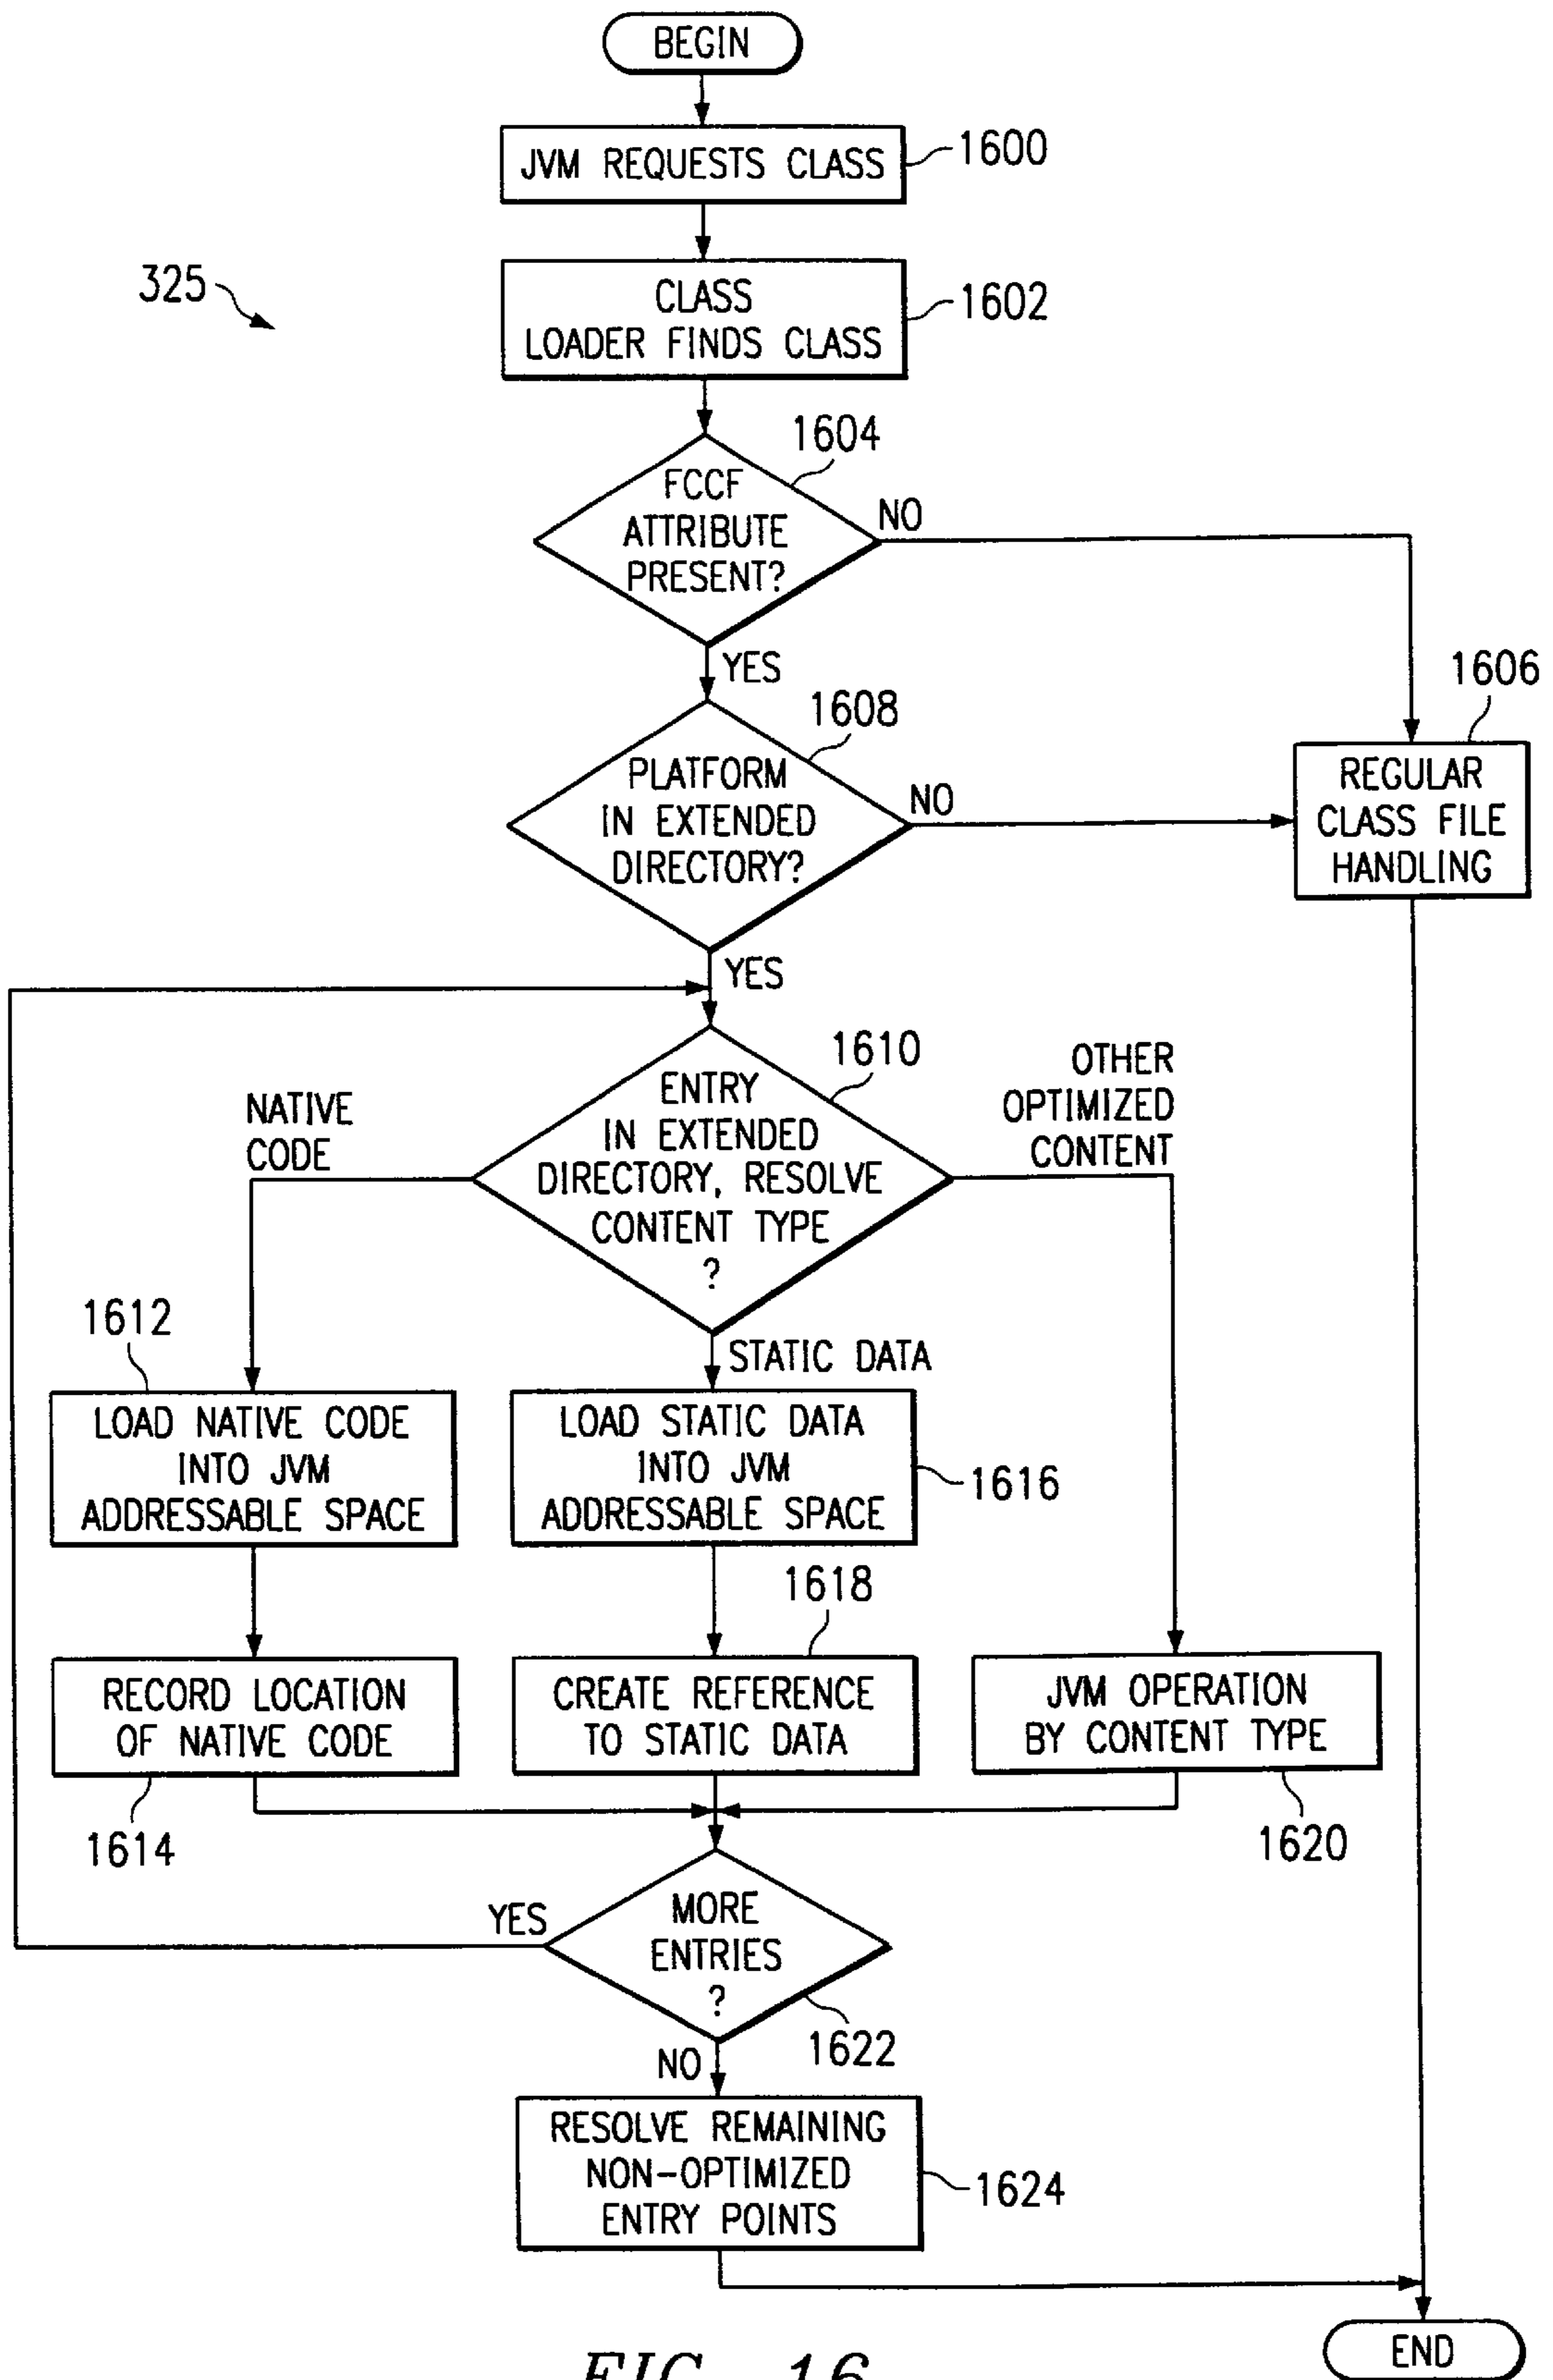 BEGIN
JVM REQUESTS CLASS
1600
325
CLASS
LOADER FINDS CLASS
1602
1604
FCCF
ATTRIBUTE
PRESENT?
NO
YES
1606
REGULAR
CLASS FILE
HANDLING
1608
PLATFORM
IN EXTENDED
DIRECTORY?
NO
YES
1610
ENTRY
IN EXTENDED
DIRECTORY, RESOLVE
CONTENT TYPE
?
NATIVE
CODE
OTHER
OPTIMIZED
CONTENT
STATIC DATA
1612
LOAD NATIVE CODE
INTO JVM
ADDRESSABLE SPACE
LOAD STATIC DATA
INTO JVM
ADDRESSABLE SPACE
1616
1618
RECORD LOCATION
OF NATIVE CODE
1614
CREATE REFERENCE
TO STATIC DATA
JVM OPERATION
BY CONTENT TYPE
1620
YES
MORE
ENTRIES
?
1622
NO
RESOLVE REMAINING
NON-OPTIMIZED
ENTRY POINTS
1624
END
FIG. 16